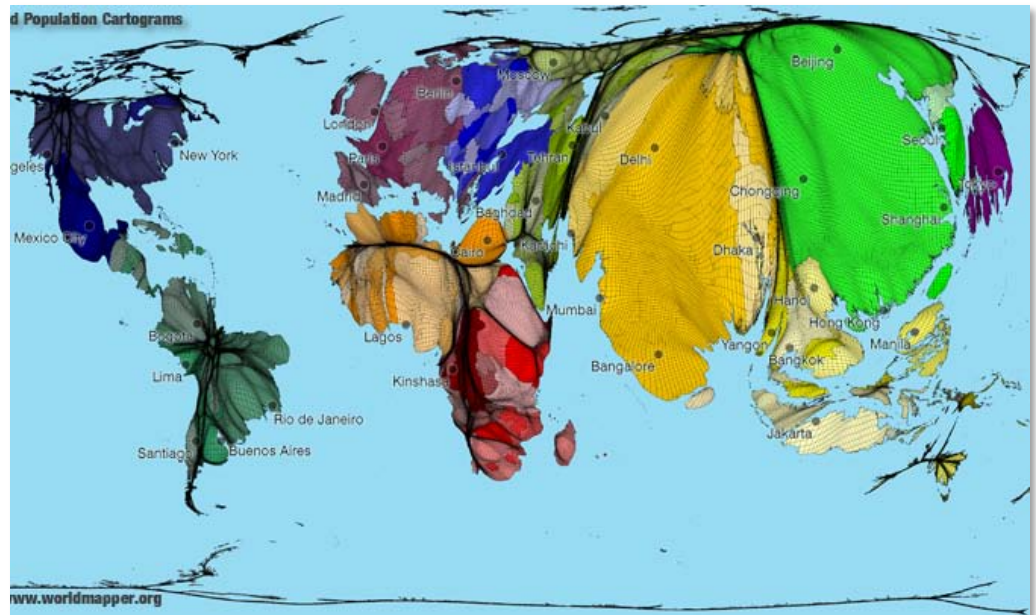 d Population Cartograms
Moscow
Beijing
Berlin
London
Kabul
Seoul
New York
Paris
Istanbul
Tehran
Delhi
Tokyo
geles
Madrid
Chongqing
Baghdad
Shanghai
Mexico City
Cairo
Karachi
Dhaka
Hanoi
Mumbai
Hong Kong
Bogota
Lagos
Yangon
Manila
Bangkok
Lima
Kinshasa
Bangalore
Rio de Janeiro
Jakarta
Santiago
Buenos Aires
www.worldmapper.org